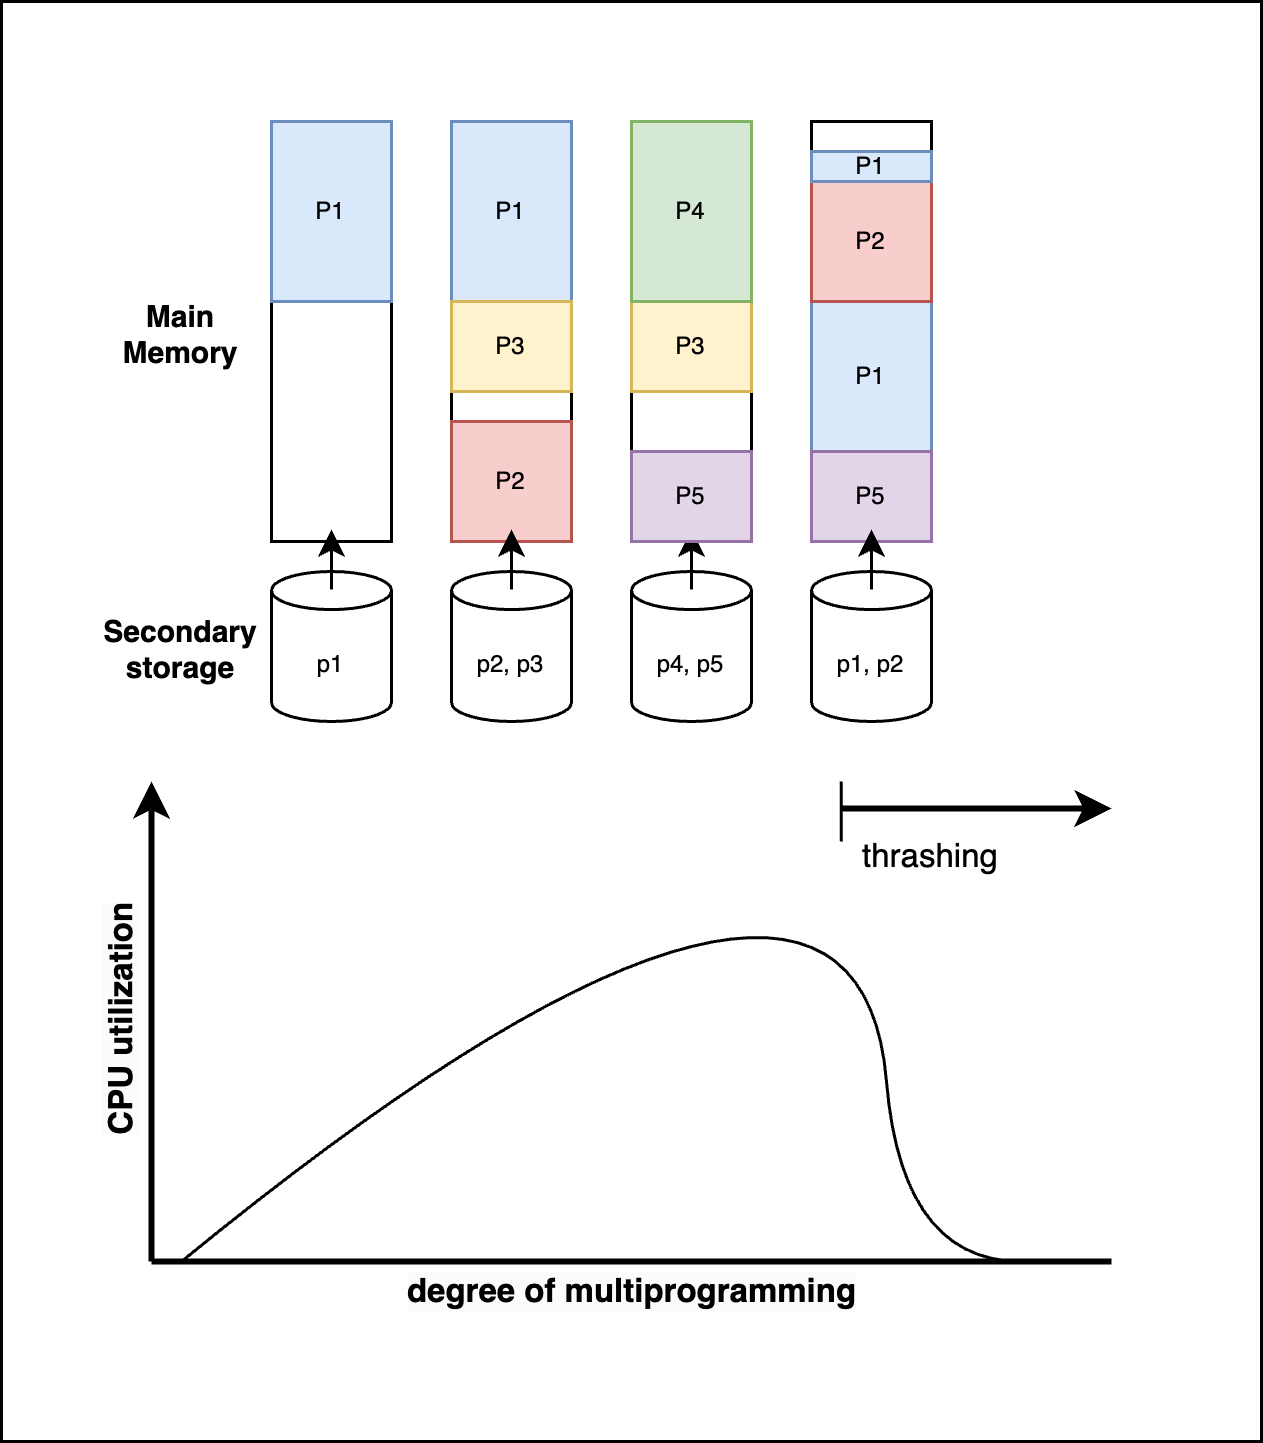 P1
P1
P3
P2
P4
P3
P5
P1
P2
P1
P5
Main
Memory
Secondary
storage
p1
p2, p3
p4, p5
p1, p2
thrashing
CPU utilization
degree of multiprogramming